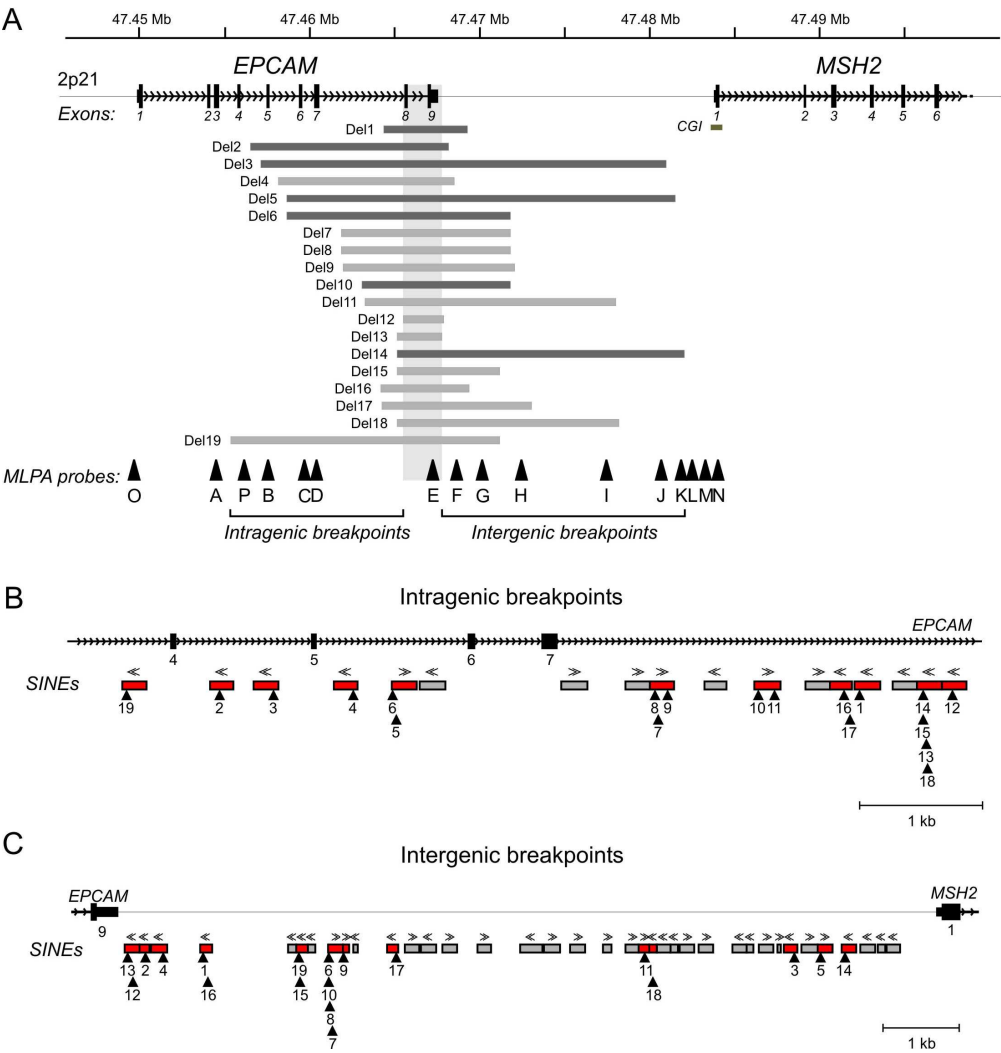 A
47.45 Mb 47.46 Mb 47.47 Mb 47.48 Mb 47.49 Mb
2p21 EPCAM MSH2
Exons: 1 2 3 4 5 6 7 8 9 1 2 3 4 5 6
CGI
Del1
Del2
Del3
Del4
Del5
Del6
Del7
Del8
Del9
Del10
Del11
Del12
Del13
Del14
Del15
Del16
Del17
Del18
Del19
MLPA probes:
O A P B C D E F G H I J K L M N
Intragenic breakpoints Intergenic breakpoints
B
Intragenic breakpoints
EPCAM
4 5 6 7
SINEs
19 2 3 4 6 8 9 10 11 16 1 14 12
5 7 17 15
13
18
1 kb
C
Intergenic breakpoints
EPCAM MSH2
9 1
SINEs
13 2 4 1 19 6 9 17 11 3 5 14
12 16 15 10 18
8
7
1 kb